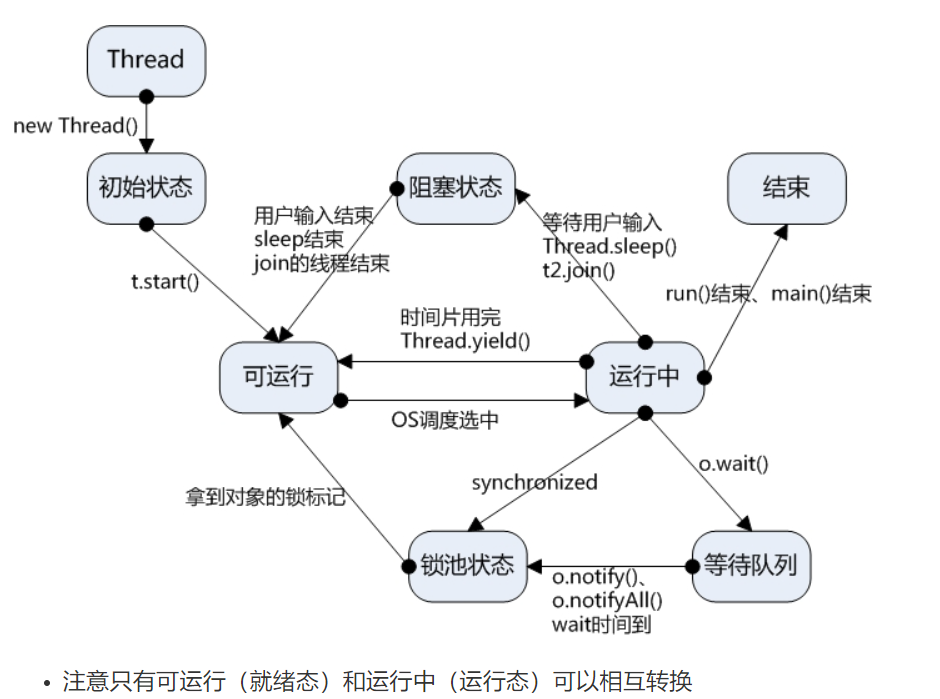 Thread
new Thread()
初始状态
阻塞状态
结束
用户输入结束
sleep结束
join的线程结束
等待用户输入
Thread.sleep()
t2.join()
t.start()
run()结束、main()结束
时间片用完
Thread.yield()
可运行
运行中
OS调度选中
拿到对象的锁标记
synchronized
o.wait()
锁池状态
等待队列
o.notify()、
o.notifyAll()
wait时间到
• 注意只有可运行（就绪态）和运行中（运行态）可以相互转换